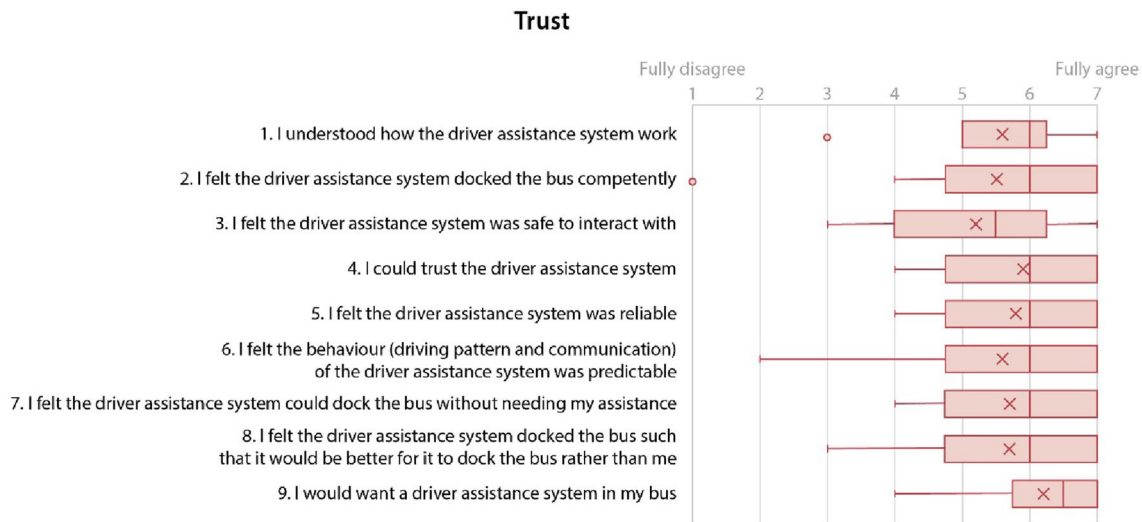 Trust
Fully disagree Fully agree
1 2 3 4 5 6 7
1. I understood how the driver assistance system work
2. I felt the driver assistance system docked the bus competently
3. I felt the driver assistance system was safe to interact with
4. I could trust the driver assistance system
5. I felt the driver assistance system was reliable
6. I felt the behaviour (driving pattern and communication)
of the driver assistance system was predictable
7. I felt the driver assistance system could dock the bus without needing my assistance
8. I felt the driver assistance system docked the bus such
that it would be better for it to dock the bus rather than me
9. I would want a driver assistance system in my bus